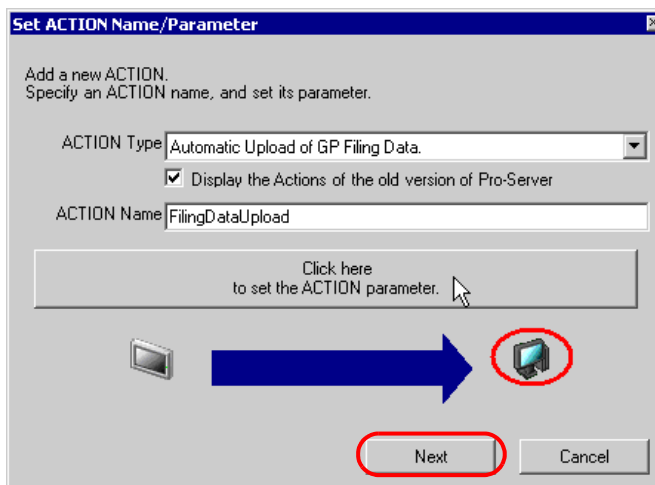 Set ACTION Name/Parameter
Add a new ACTION.
Specify an ACTION name, and set its parameter.
ACTION Type Automatic Upload of GP Filing Data.
Display the Actions of the old version of Pro-Server
ACTION Name FilingDataUpload
Click here
to set the ACTION parameter.
Next Cancel